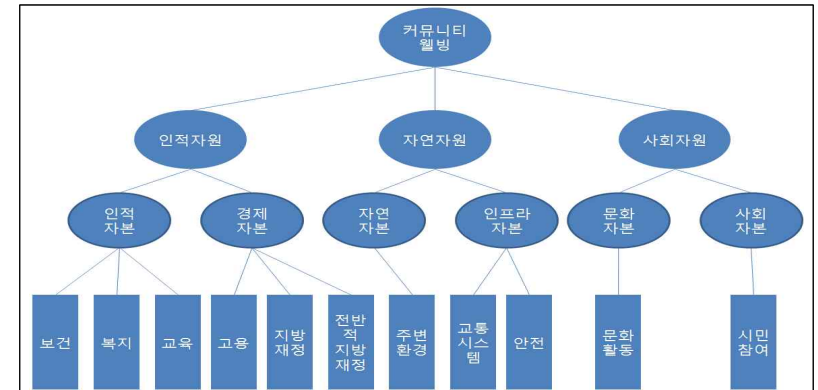 커뮤니티
웰빙
인적자원
자연자원
사회자원
인적
자본
경제
자본
자연
자본
인프라
자본
문화
자본
사회
자본
보건
복지
교육
고용
지방
재정
전반
적
지방
재정
주변
환경
교통
시스
템
안전
문화
활동
시민
참여